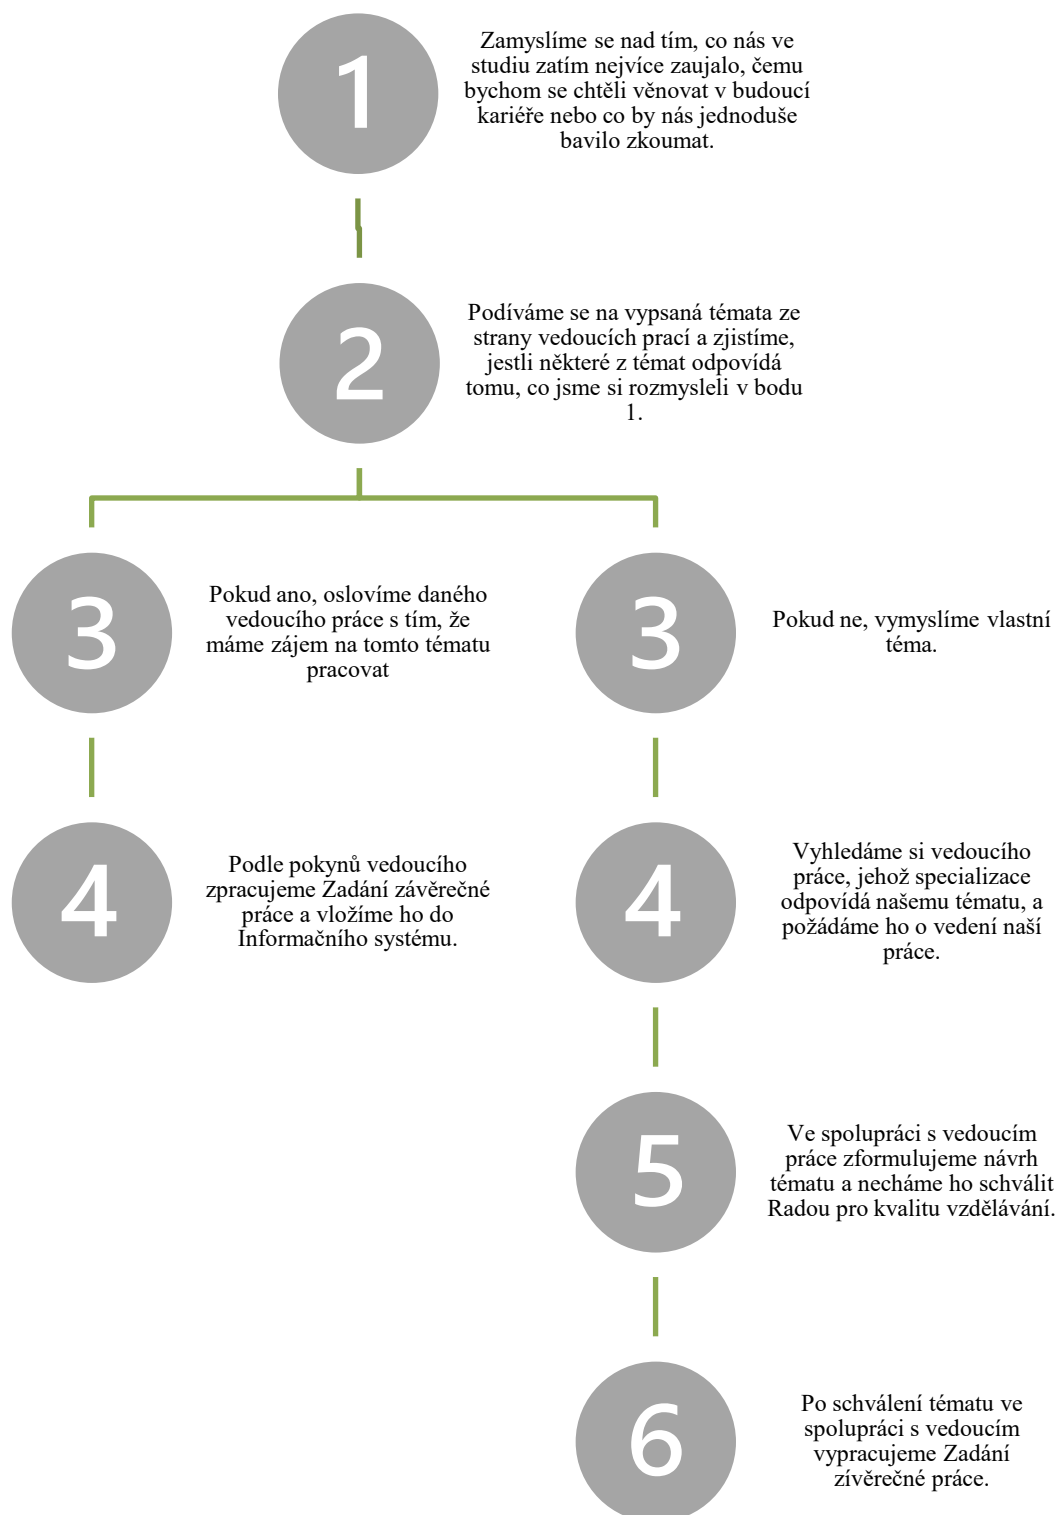 1
Zamyslíme se nad tím, co nás ve
studiu zatím nejvíce zaujalo, čemu
bychom se chtěli věnovat v budoucí
kariéře nebo co by nás jednoduše
bavilo zkoumat.
2
Podíváme se na vypsaná témata ze
strany vedoucích prací a zjistíme,
jestli některé z témat odpovídá
tomu, co jsme si rozmysleli v bodu
1.
3
Pokud ano, oslovíme daného
vedoucího práce s tím, že
máme zájem na tomto tématu
pracovat
3
Pokud ne, vymyslíme vlastní
téma.
4
Podle pokynů vedoucího
zpracujeme Zadání závěrečné
práce a vložíme ho do
Informačního systému.
4
Vyhledáme si vedoucího
práce, jehož specializace
odpovídá našemu tématu, a
požádáme ho o vedení naší
práce.
5
Ve spolupráci s vedoucím
práce zformulujeme návrh
tématu a necháme ho schválit
Radou pro kvalitu vzdělávání.
6
Po schválení tématu ve
spolupráci s vedoucím
vypracujeme Zadání
zívěrečné práce.